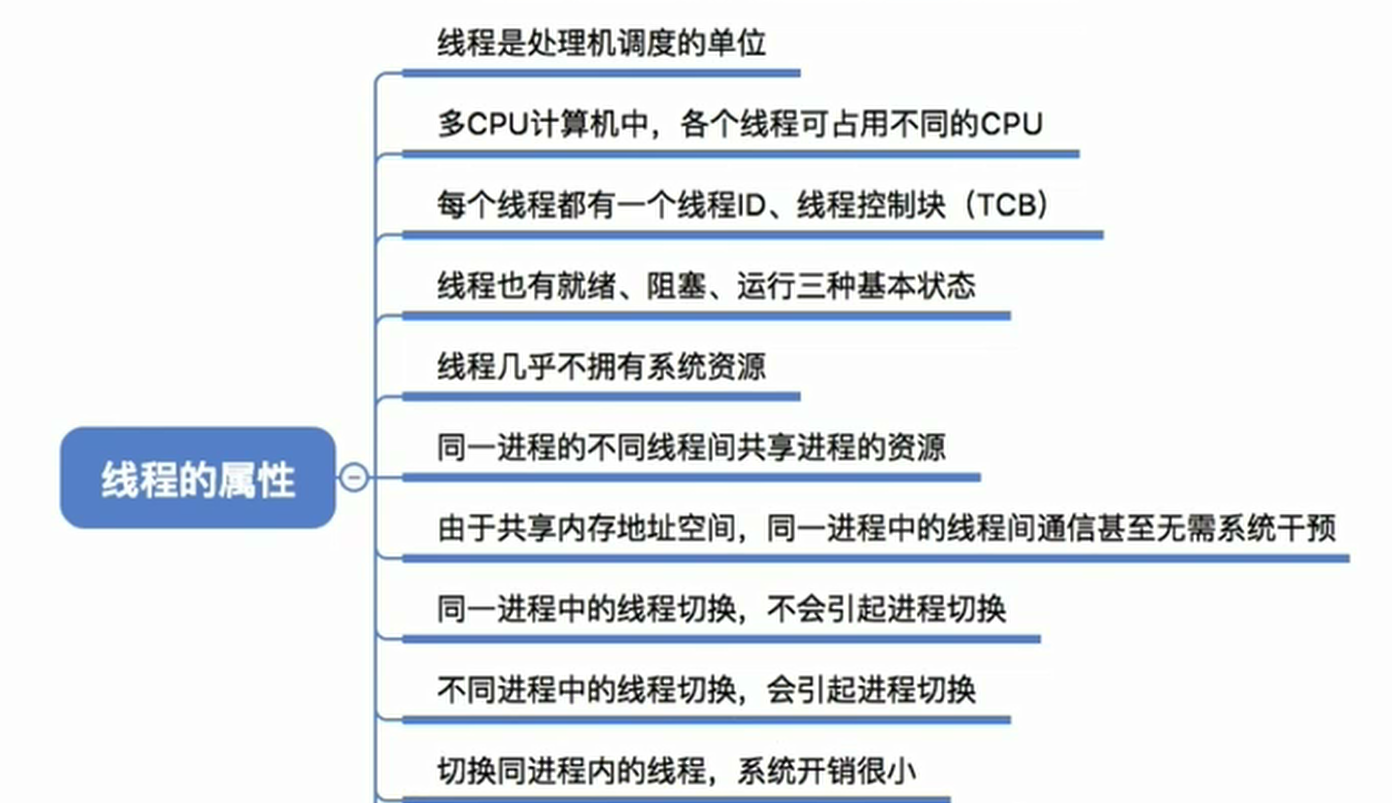 线程是处理机调度的单位
多CPU计算机中，各个线程可占用不同的CPU
每个线程都有一个线程ID、线程控制块（TCB）
线程也有就绪、阻塞、运行三种基本状态
线程几乎不拥有系统资源
同一进程的不同线程间共享进程的资源
线程的属性
由于共享内存地址空间，同一进程中的线程间通信甚至无需系统干预
同一进程中的线程切换，不会引起进程切换
不同进程中的线程切换，会引起进程切换
切换同进程内的线程，系统开销很小